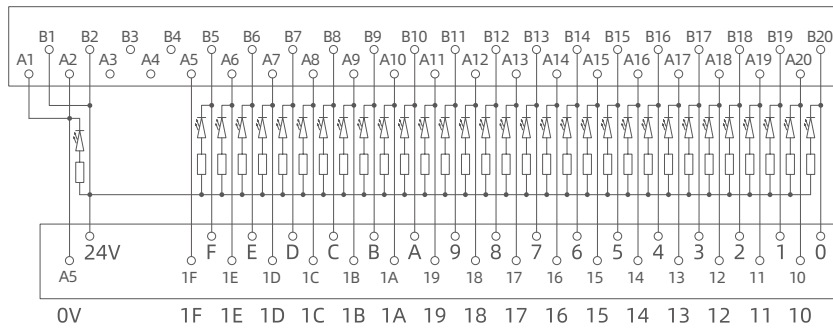 B1 B2 B3 B4 B5 B6 B7 B8 B9 B10 B11 B12 B13 B14 B15 B16 B17 B18 B19 B20
A1 A2 A3 A4 A5 A6 A7 A8 A9 A10 A11 A12 A13 A14 A15 A16 A17 A18 A19 A20
24V F E D C B A 9 8 7 6 5 4 3 2 1 0
A5 1F 1E 1D 1C 1B 1A 19 18 17 16 15 14 13 12 11 10
0V 1F 1E 1D 1C 1B 1A 19 18 17 16 15 14 13 12 11 10